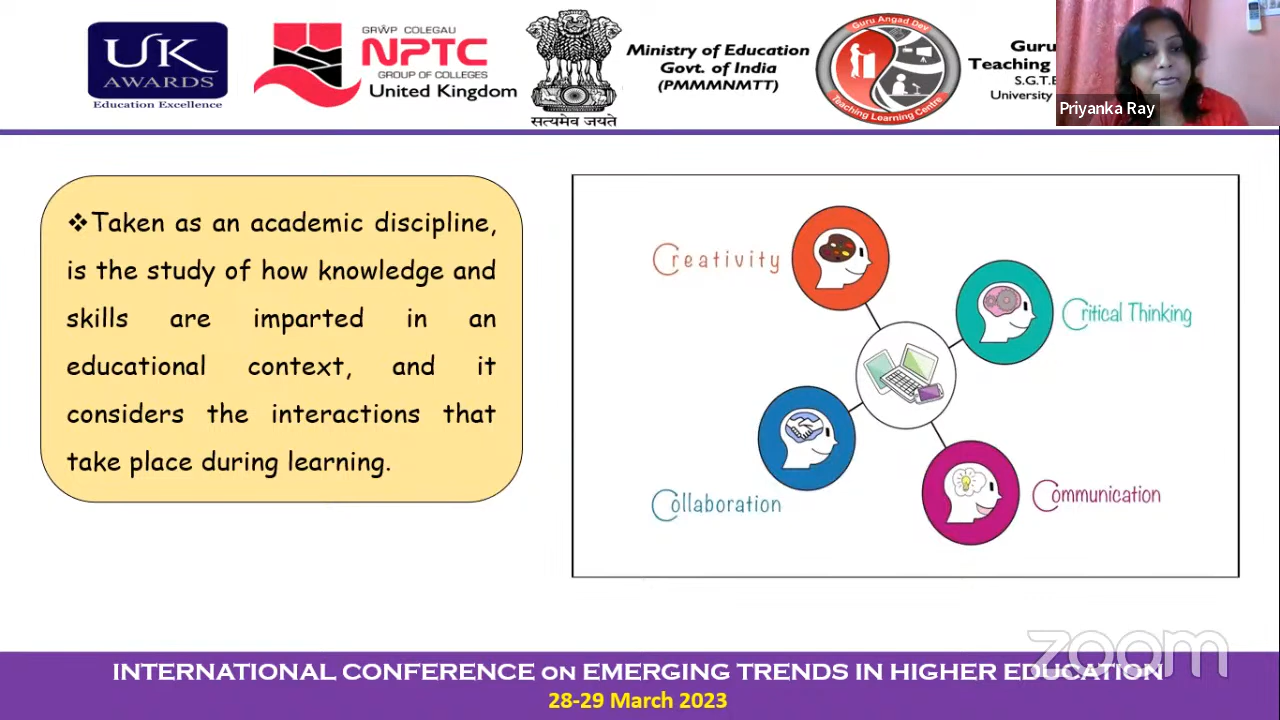 UK
AWARDS
Education Excellence
GRŴP COLEGAU
NPTC
GROUP OF COLLEGES
United Kingdom
सत्यमेव जयते
Ministry of Education
Govt. of India
(PMMMNMTT)
Guru Angad Dev
Teaching Learning Centre
Guru
Teaching
S.G.T.B
University
Priyanka Ray
❖Taken as an academic discipline,
is the study of how knowledge and
skills are imparted in an
educational context, and it
considers the interactions that
take place during learning.
Creativity
Critical Thinking
Collaboration
Communication
zoom
INTERNATIONAL CONFERENCE ON EMERGING TRENDS IN HIGHER EDUCATION
28-29 March 2023